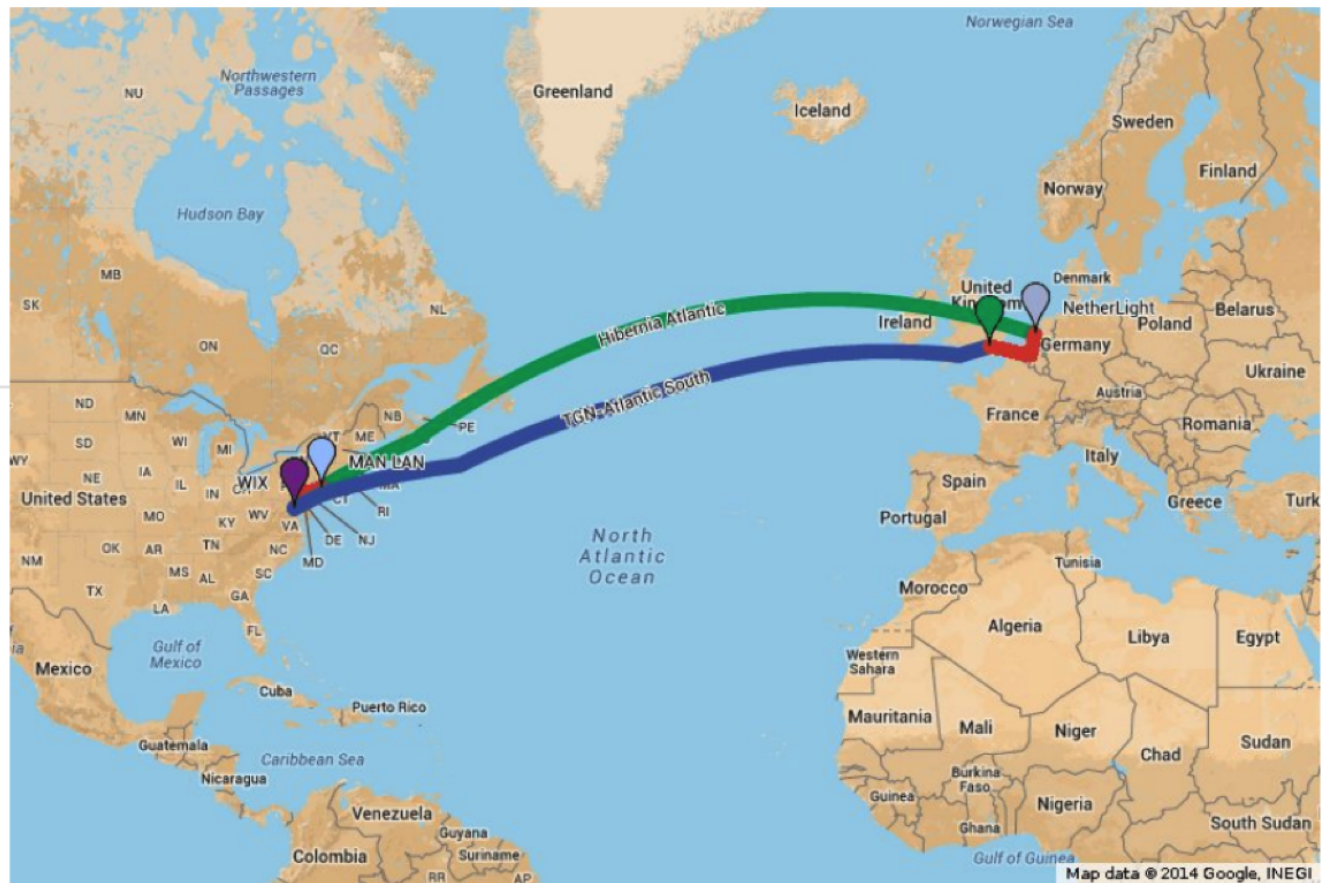 Norwegian Sea
Northwestern
Passages
NU
Greenland
Iceland
Sweden
Finland
Norway
Hudson Bay
MB
SK
NL
Denmark
United
Kingdom
NetherLight
Belarus
Poland
Hibernia Atlantic
Ireland
ON
QC
Germany
Ukraine
TGN-Atlantic South
Austria
ND
MN
NB
PE
France
Romania
SD
WI
MI
VT
ME
WY
MAN LAN
Italy
IA
NE
WIX
OH
MA
Spain
IL
IN
United States
CT
RI
Greece
Turk
MO
KY
WV
VA
Portugal
DE
NJ
North
Atlantic
Ocean
OK
AR
TN
NC
MD
NM
MS
AL
SC
Tunisia
TX
GA
Morocco
LA
FL
Algeria
Libya
Egypt
Gulf of
Mexico
Western
Sahara
Mexico
Cuba
Puerto Rico
Mauritania
Mali
Niger
Chad
Sudan
Guatemala
Caribbean Sea
Nicaragua
Burkina
Faso
Guinea
Nigeria
Venezuela
Guyana
Ghana
South Sudan
Colombia
Suriname
Gulf of Guinea
RR
AP
Map data © 2014 Google, INEGI